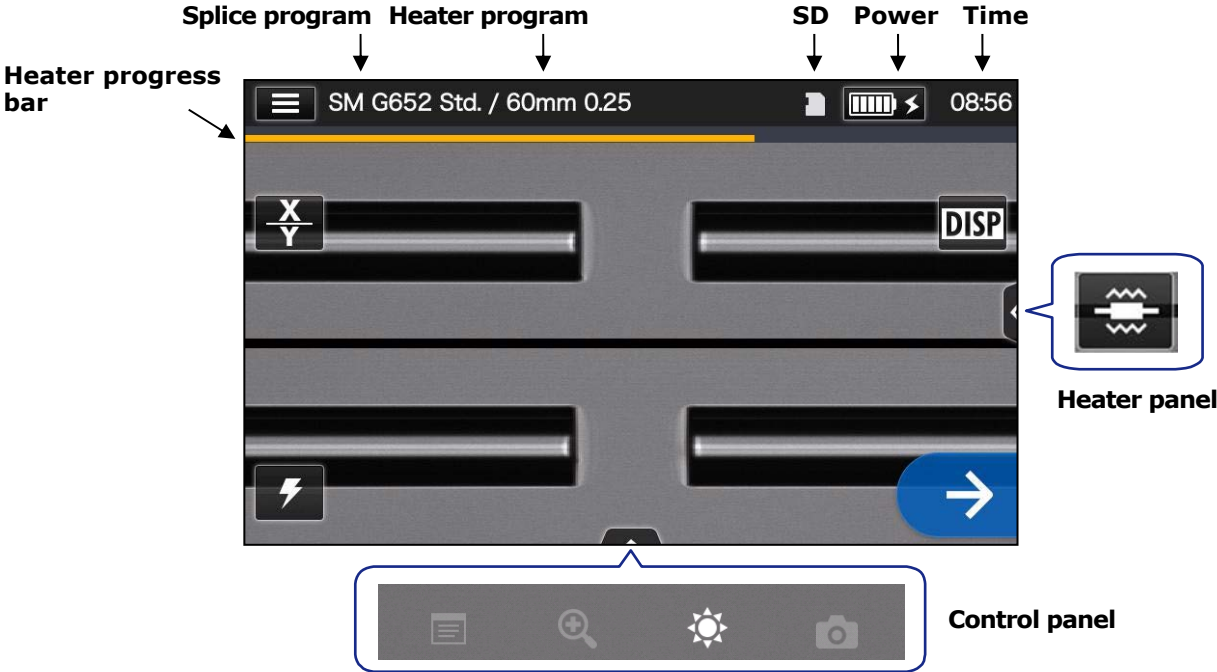 Splice program Heater program SD Power Time
Heater progress
bar
SM G652 Std. / 60mm 0.25 08:56
X
Y
DISP
Heater panel
Control panel